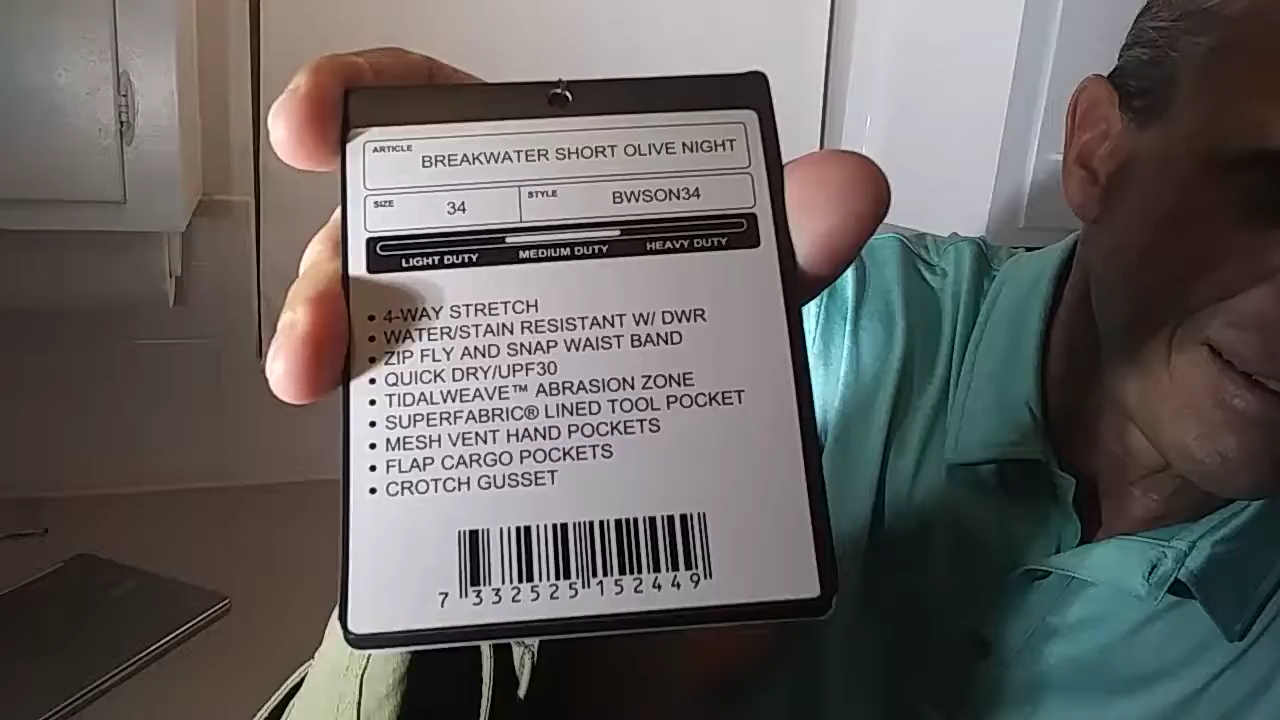 ARTICLE BREAKWATER SHORT OLIVE NIGHT
SIZE 34 STYLE BWSON34
LIGHT DUTY MEDIUM DUTY HEAVY DUTY
• 4-WAY STRETCH
• WATER/STAIN RESISTANT W/ DWR
• ZIP FLY AND SNAP WAIST BAND
• QUICK DRY/UPF30
• TIDALWEAVE™ ABRASION ZONE
• SUPERFABRIC® LINED TOOL POCKET
• MESH VENT HAND POCKETS
• FLAP CARGO POCKETS
• CROTCH GUSSET
7 332525 152449